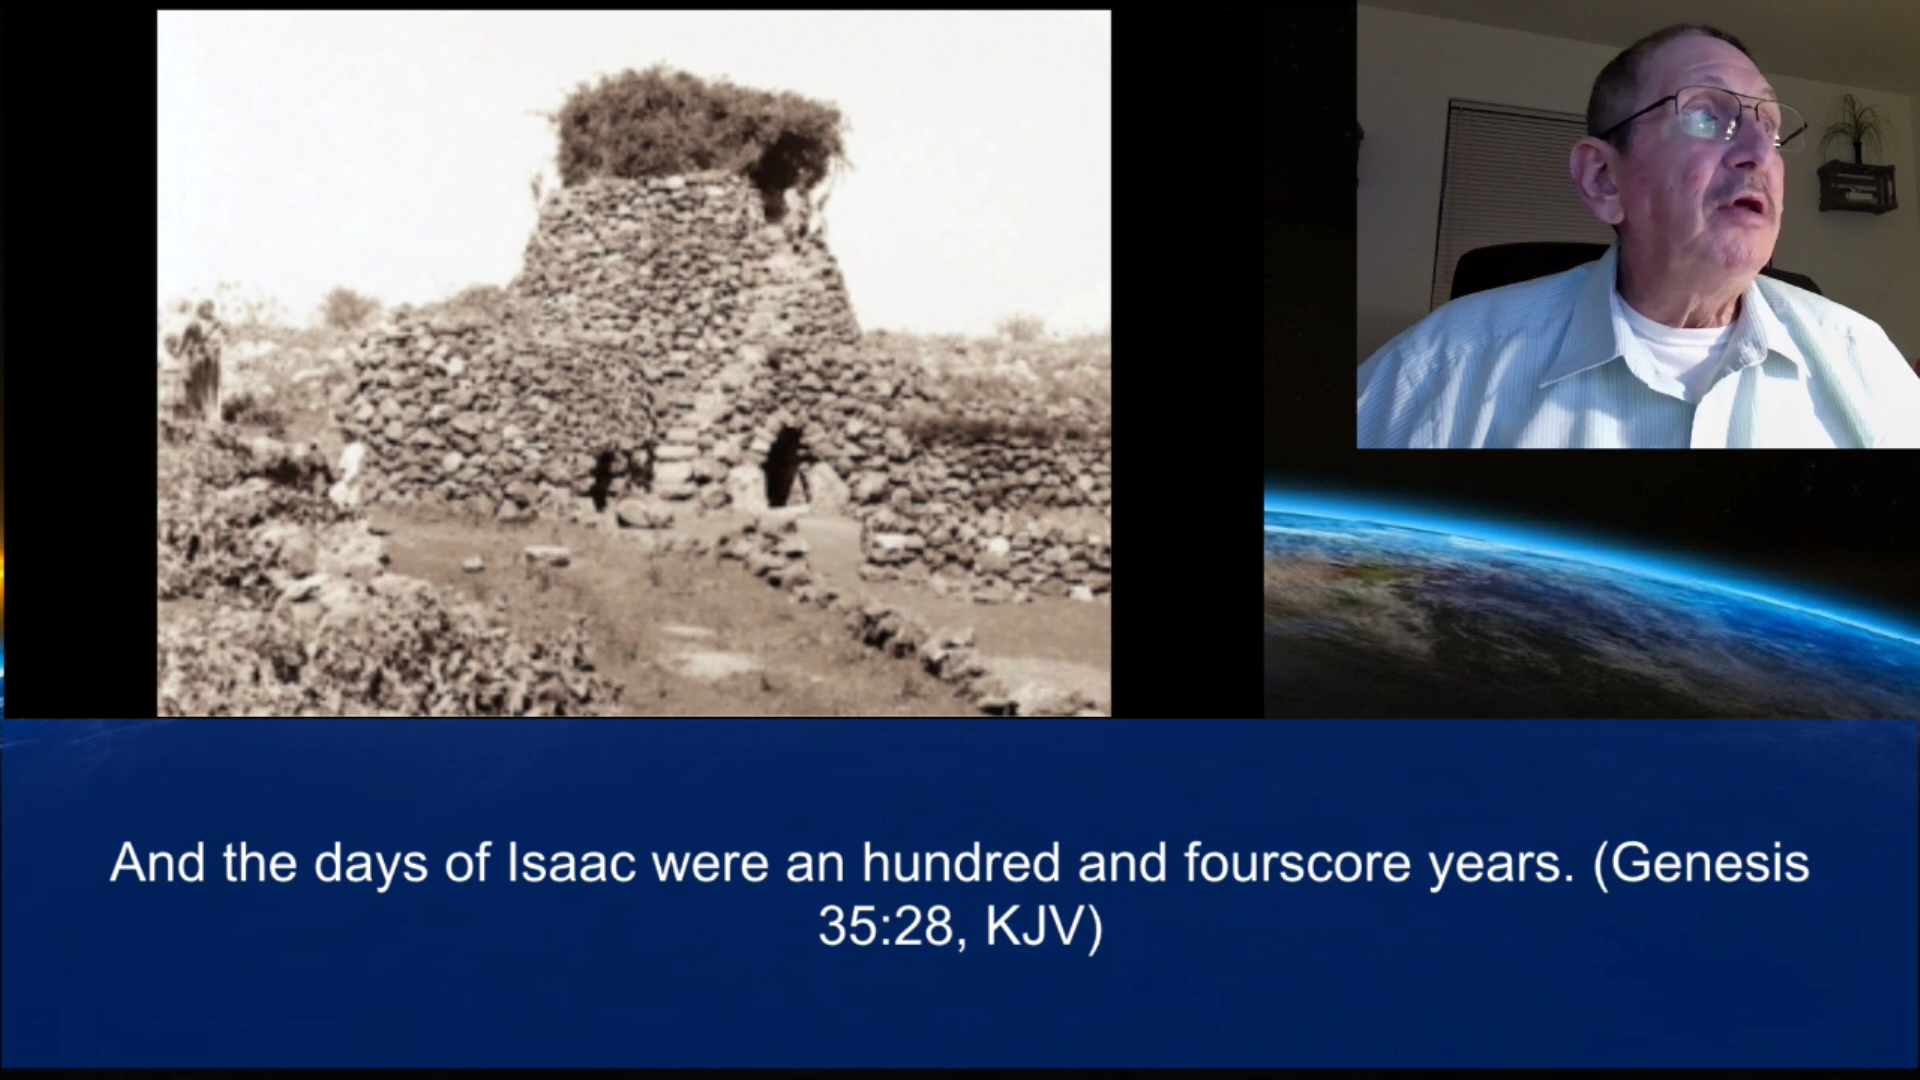 And the days of Isaac were an hundred and fourscore years. (Genesis
35:28, KJV)